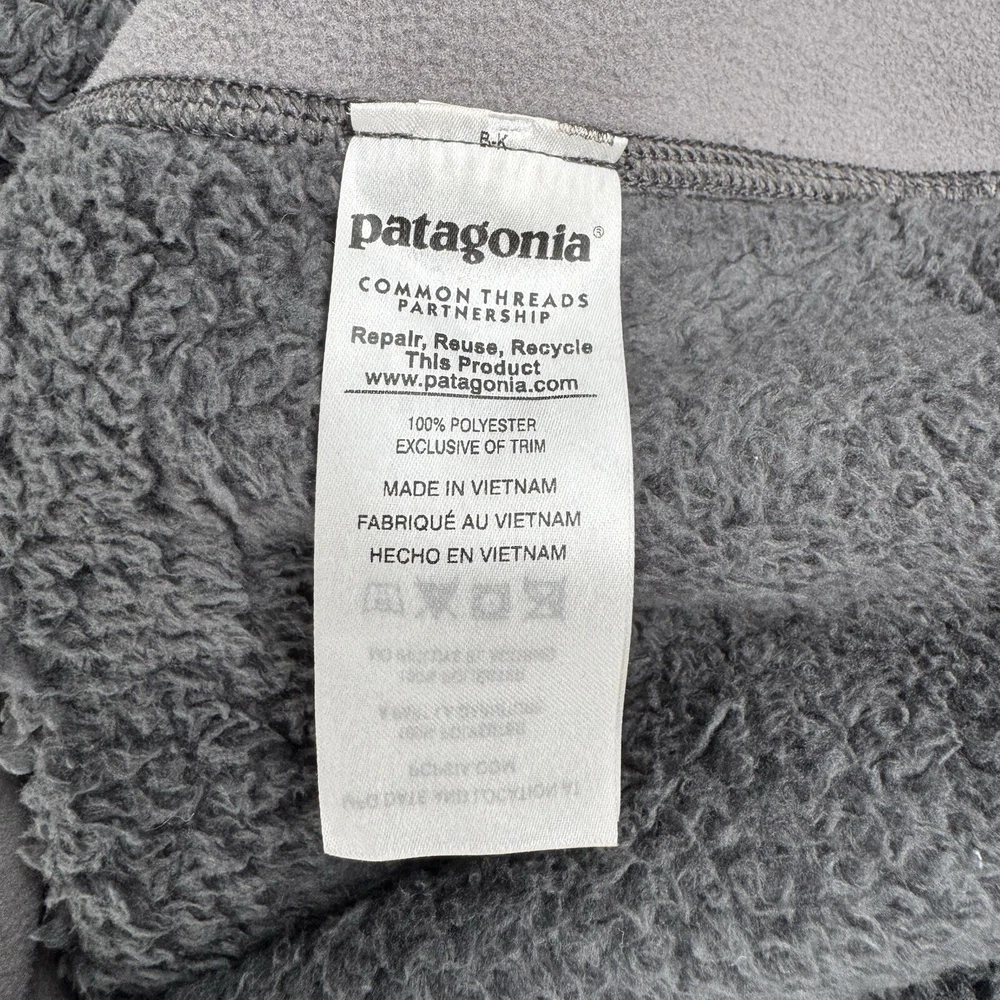 B-K
patagonia®
COMMON THREADS
PARTNERSHIP
Repair, Reuse, Recycle
This Product
www.patagonia.com
100% POLYESTER
EXCLUSIVE OF TRIM
MADE IN VIETNAM
FABRIQUÉ AU VIETNAM
HECHO EN VIETNAM